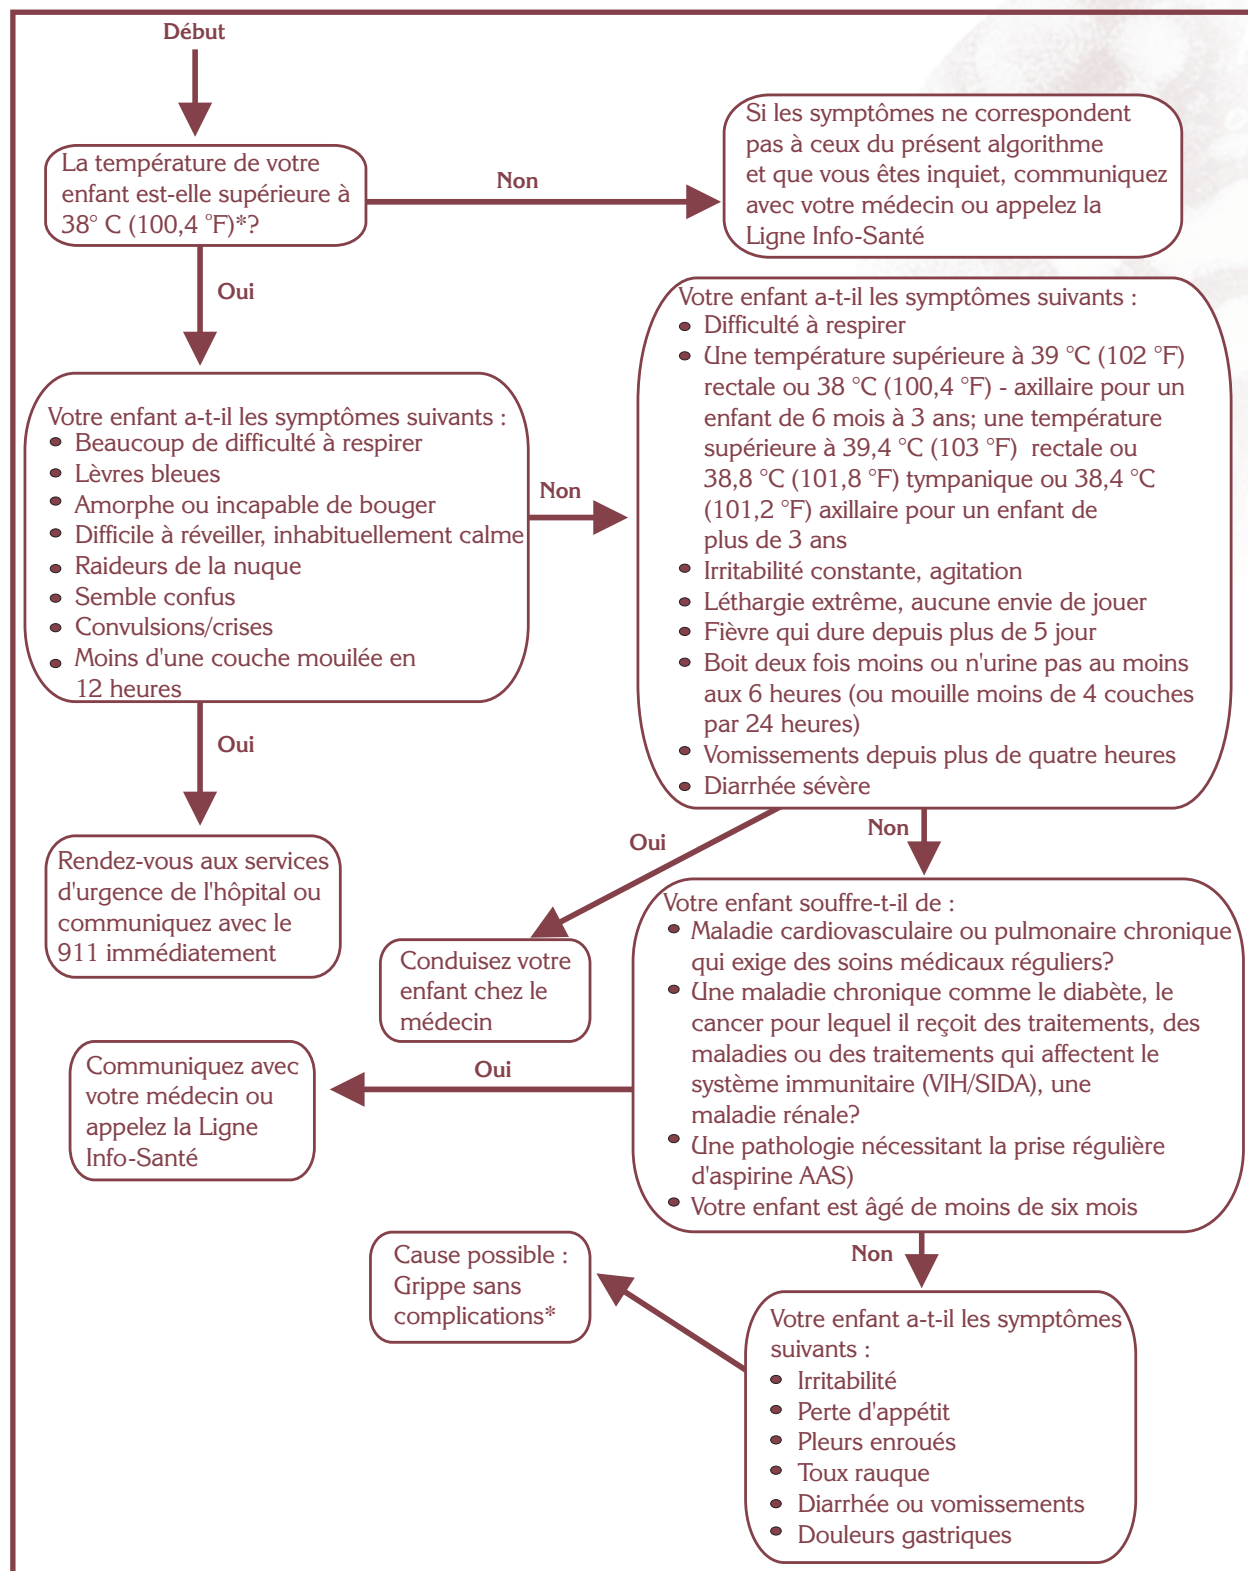 Début
La température de votre
enfant est-elle supérieure à
38° C (100,4 °F)*?
Non
Si les symptômes ne correspondent
pas à ceux du présent algorithme
et que vous êtes inquiet, communiquez
avec votre médecin ou appelez la
Ligne Info-Santé
Oui
Votre enfant a-t-il les symptômes suivants :
• Beaucoup de difficulté à respirer
• Lèvres bleues
• Amorphe ou incapable de bouger
• Difficile à réveiller, inhabituellement calme
• Raideurs de la nuque
• Semble confus
• Convulsions/crises
• Moins d'une couche mouilée en
12 heures
Non
Votre enfant a-t-il les symptômes suivants :
• Difficulté à respirer
• Une température supérieure à 39 °C (102 °F)
rectale ou 38 °C (100,4 °F) - axillaire pour un
enfant de 6 mois à 3 ans; une température
supérieure à 39,4 °C (103 °F) rectale ou
38,8 °C (101,8 °F) tympanique ou 38,4 °C
(101,2 °F) axillaire pour un enfant de
plus de 3 ans
• Irritabilité constante, agitation
• Léthargie extrême, aucune envie de jouer
• Fièvre qui dure depuis plus de 5 jour
• Boit deux fois moins ou n'urine pas au moins
aux 6 heures (ou mouille moins de 4 couches
par 24 heures)
• Vomissements depuis plus de quatre heures
• Diarrhée sévère
Oui
Rendez-vous aux services
d'urgence de l'hôpital ou
communiquez avec le
911 immédiatement
Oui
Conduisez votre
enfant chez le
médecin
Non
Votre enfant souffre-t-il de :
• Maladie cardiovasculaire ou pulmonaire chronique
qui exige des soins médicaux réguliers?
• Une maladie chronique comme le diabète, le
cancer pour lequel il reçoit des traitements, des
maladies ou des traitements qui affectent le
système immunitaire (VIH/SIDA), une
maladie rénale?
• Une pathologie nécessitant la prise régulière
d'aspirine AAS)
• Votre enfant est âgé de moins de six mois
Oui
Communiquez avec
votre médecin ou
appelez la Ligne
Info-Santé
Non
Votre enfant a-t-il les symptômes
suivants :
• Irritabilité
• Perte d'appétit
• Pleurs enroués
• Toux rauque
• Diarrhée ou vomissements
• Douleurs gastriques
Cause possible :
Grippe sans
complications*